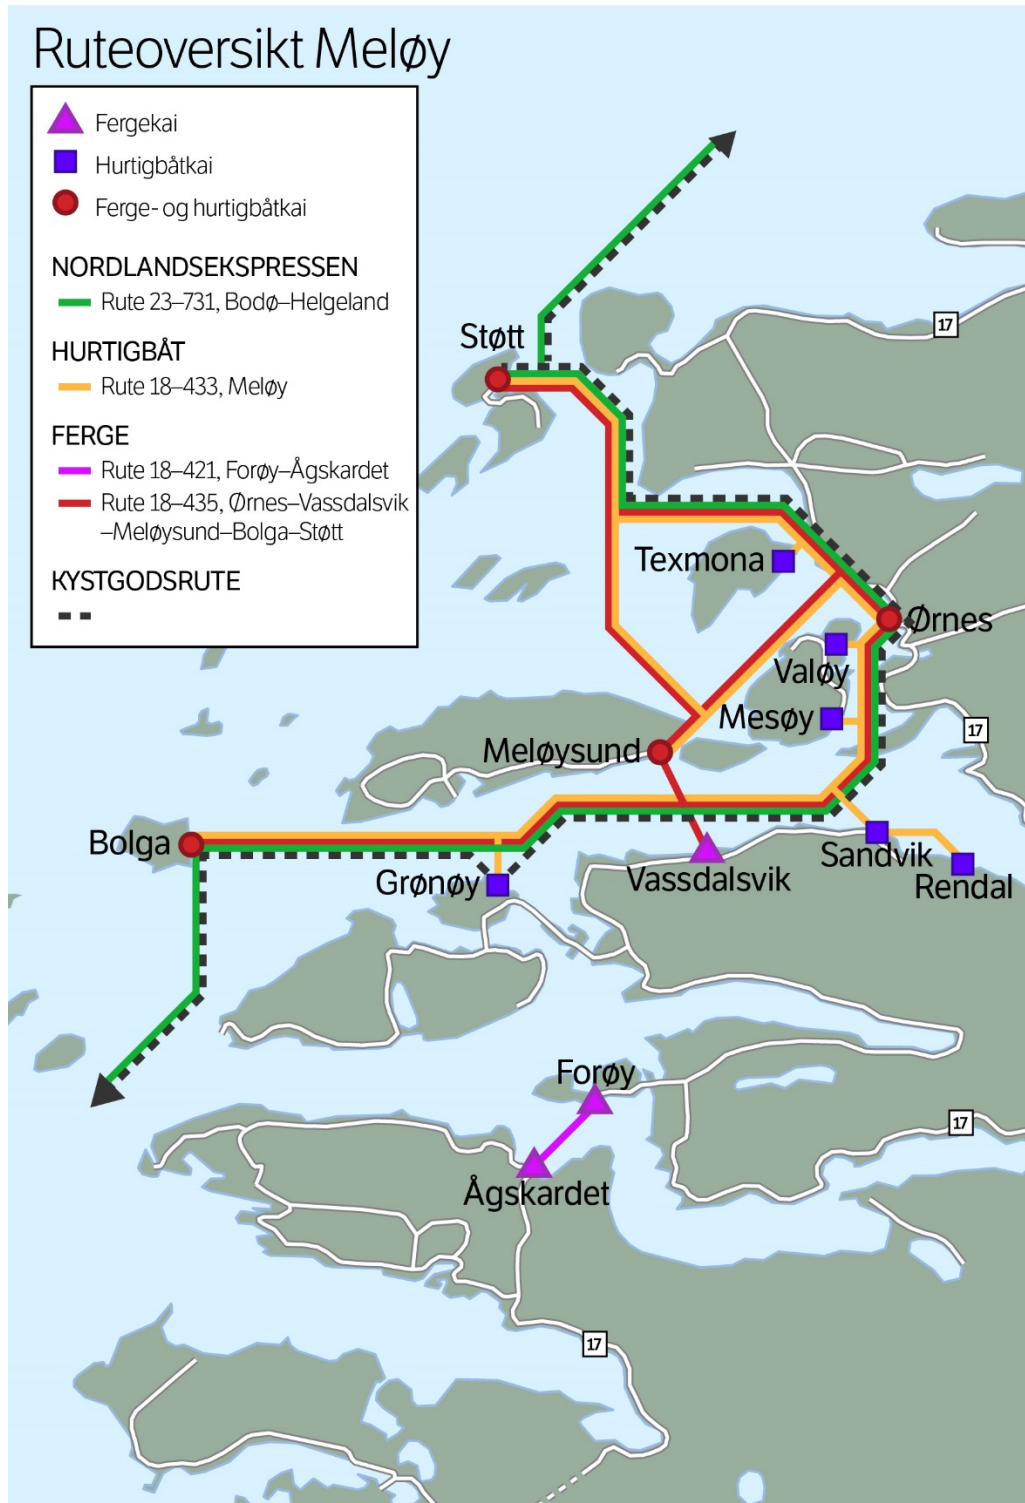 Ruteoversikt Meløy
Fergekai
Hurtigbåtkai
Ferge- og hurtigbåtkai
NORDLANDSEKSPRESSEN
Rute 23–731, Bodø–Helgeland
HURTIGBÅT
Rute 18–433, Meløy
FERGE
Rute 18–421, Forøy–Ågskardet
Rute 18–435, Ørnes–Vassdalsvik
–Meløysund–Bolga–Støtt
KYSTGODSRUTE
17
Støtt
Texmona
Ørnes
Valøy
Mesøy
17
Meløysund
Bolga
Sandvik
Grønøy
Vassdalsvik
Rendal
Forøy
17
Ågskardet
17